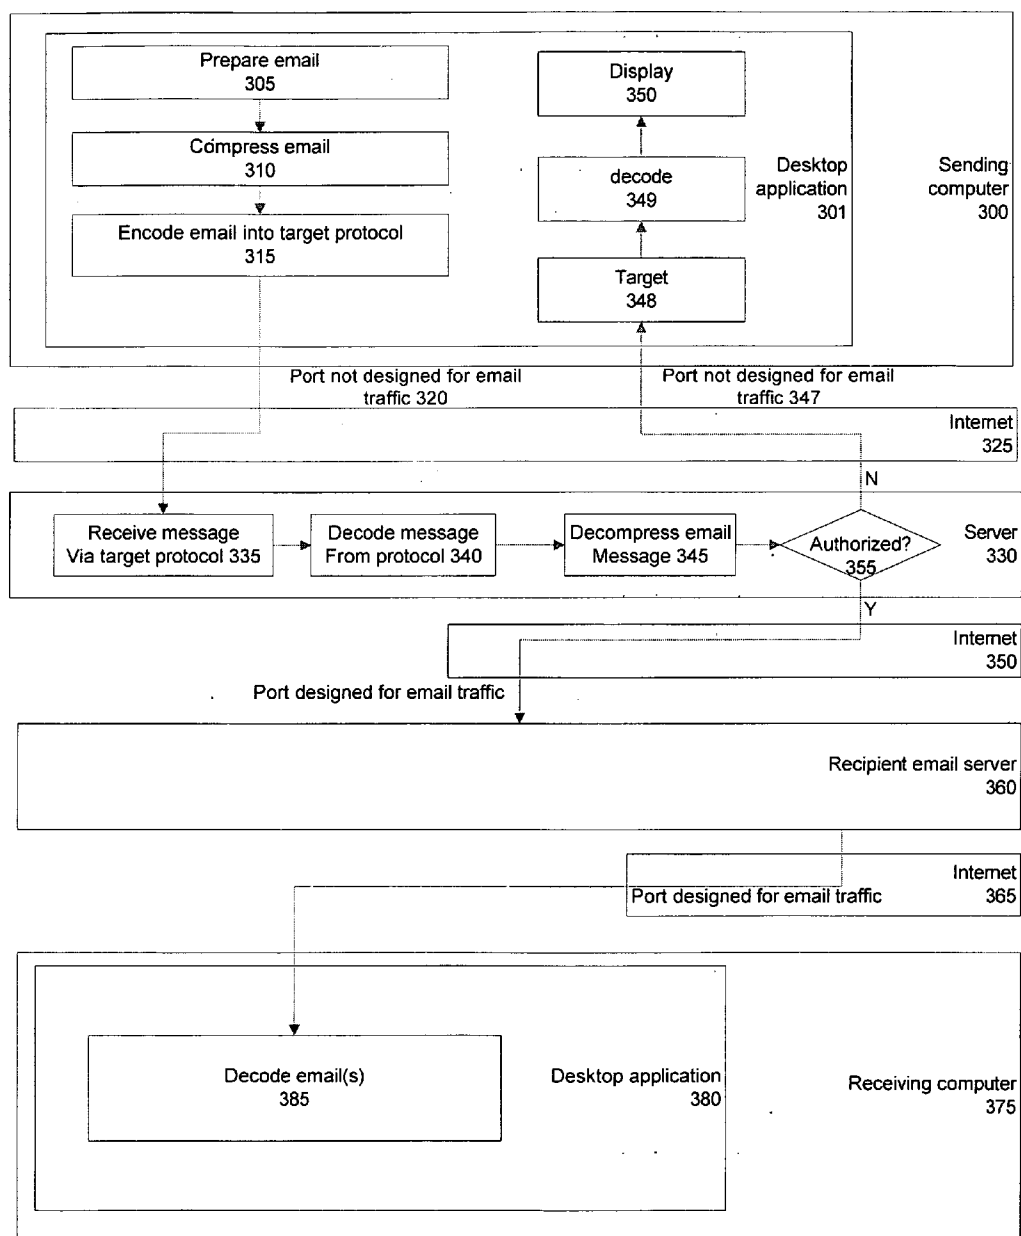 Prepare email
305
Compress email
310
Encode email into target protocol
315
Display
350
decode
349
Target
348
Desktop
application
301
Sending
computer
300
Port not designed for email
traffic 320
Port not designed for email
traffic 347
Internet
325
N
Receive message
Via target protocol 335
Decode message
From protocol 340
Decompress email
Message 345
Authorized?
355
Server
330
Y
Internet
350
Port designed for email traffic
Recipient email server
360
Internet
365
Port designed for email traffic
Decode email(s)
385
Desktop application
380
Receiving computer
375